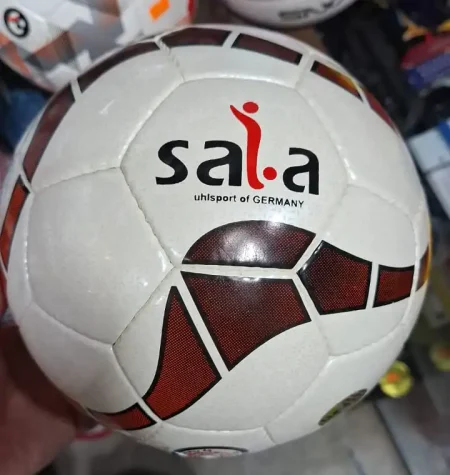 sala
uhlsport of GERMANY